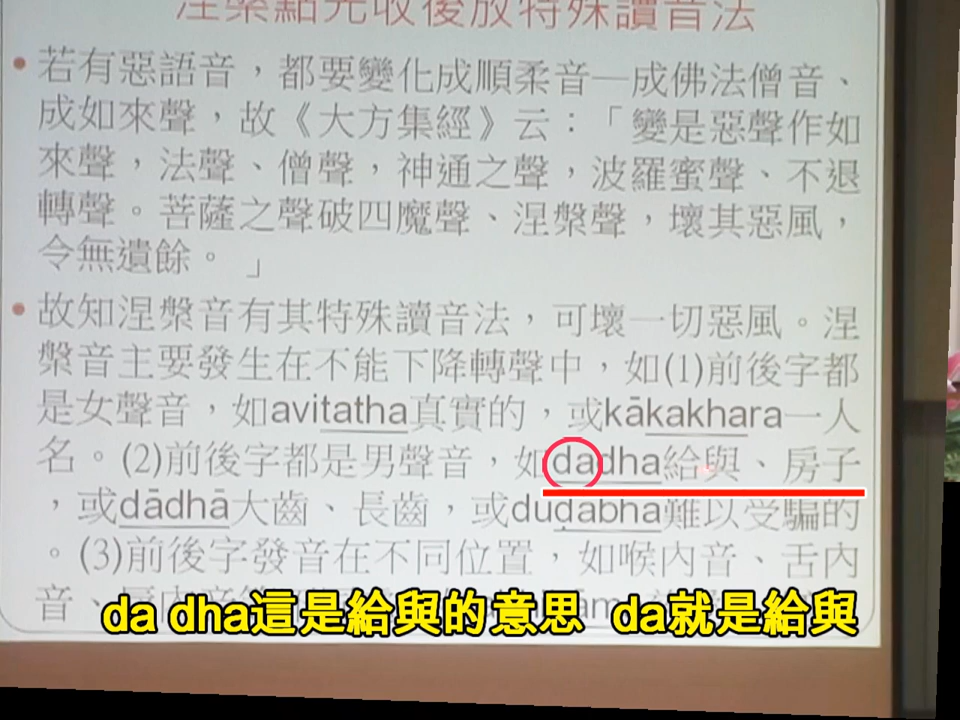 涅槃點先收後放特殊讀音法
• 若有惡語音，都要變化成順柔音—成佛法僧音、
成如來聲，故《大方集經》云：「變是惡聲作如
來聲，法聲、僧聲，神通之聲，波羅蜜聲、不退
轉聲。菩薩之聲破四魔聲、涅槃聲，壞其惡風，
令無遺餘。」
• 故知涅槃音有其特殊讀音法，可壞一切惡風。涅
槃音主要發生在不能下降轉聲中，如(1)前後字都
是女聲音，如avitatha真實的，或kākakhara一人
名。(2)前後字都是男聲音，如dadha給與、房子
，或dādhā大齒、長齒，或duḍabha難以受騙的
。(3)前後字發音在不同位置，如喉內音、舌內
音、
da dha這是給與的意思 da就是給與